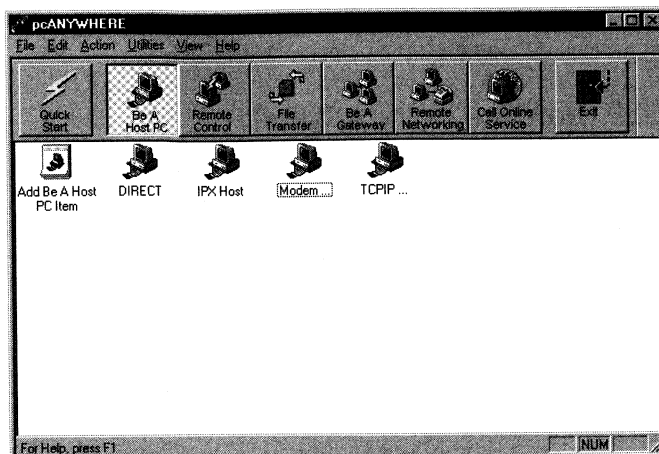 pcANYWHERE
File Edit Action Utilities View Help
Quick Start
Be A Host PC
Remote Control
File Transfer
Be A Gateway
Remote Networking
Call Online Service
Exit
Add Be A Host PC Item
DIRECT
IPX Host
Modem ...
TCPIP ...
For Help, press F1
NUM